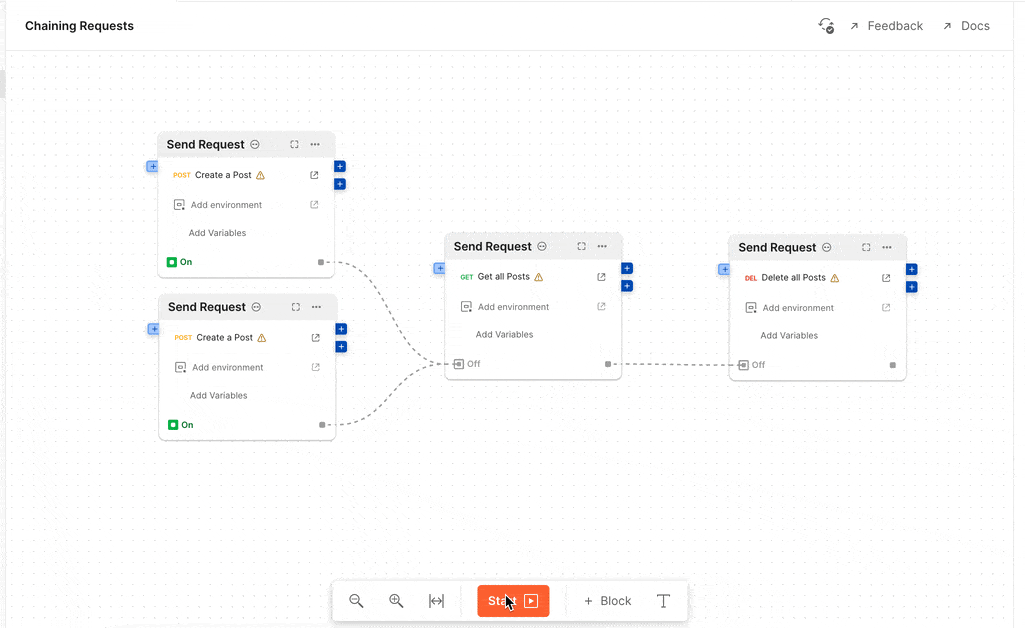 Chaining Requests
Feedback
Docs
Send Request
POST Create a Post
Add environment
Add Variables
On
Send Request
POST Create a Post
Add environment
Add Variables
On
Send Request
GET Get all Posts
Add environment
Add Variables
Off
Send Request
DEL Delete all Posts
Add environment
Add Variables
Off
Start
+ Block